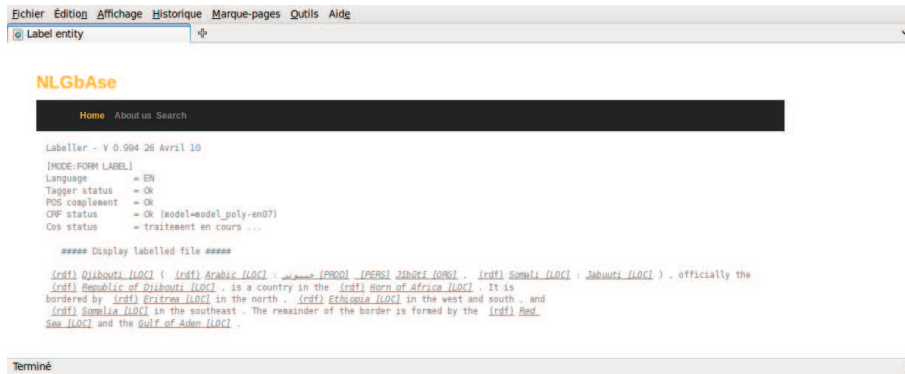 Fichier Édition Affichage Historique Marque-pages Outils Aide
Label entity
NLGbAse
Home About us Search
Labeller - V 0.994 26 Avril 10
[MODE:FORM LABEL]
Language = EN
Tagger status = Ok
POS complement = Ok
CRF status = Ok (model=model_poly-en07)
Cos status = traitement en cours ...
##### Display labelled file #####
(rdf) Djibouti [LOC] ( (rdf) Arabic [LOC] : جيبوتي [PROD] [PERS] Jībūtī [ORG] , (rdf) Somali [LOC] : Jabuuti [LOC] ) , officially the
(rdf) Republic of Djibouti [LOC] , is a country in the (rdf) Horn of Africa [LOC] . It is
bordered by (rdf) Eritrea [LOC] in the north , (rdf) Ethiopia [LOC] in the west and south , and
(rdf) Somalia [LOC] in the southeast . The remainder of the border is formed by the (rdf) Red
Sea [LOC] and the Gulf of Aden [LOC] .
Terminé